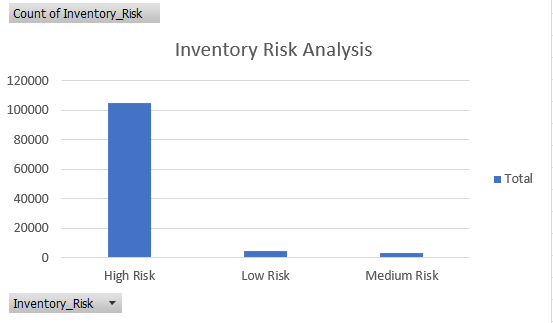 Count of Inventory_Risk
Inventory Risk Analysis
120000
100000
80000
60000
40000
20000
0
High Risk
Low Risk
Medium Risk
Total
Inventory_Risk